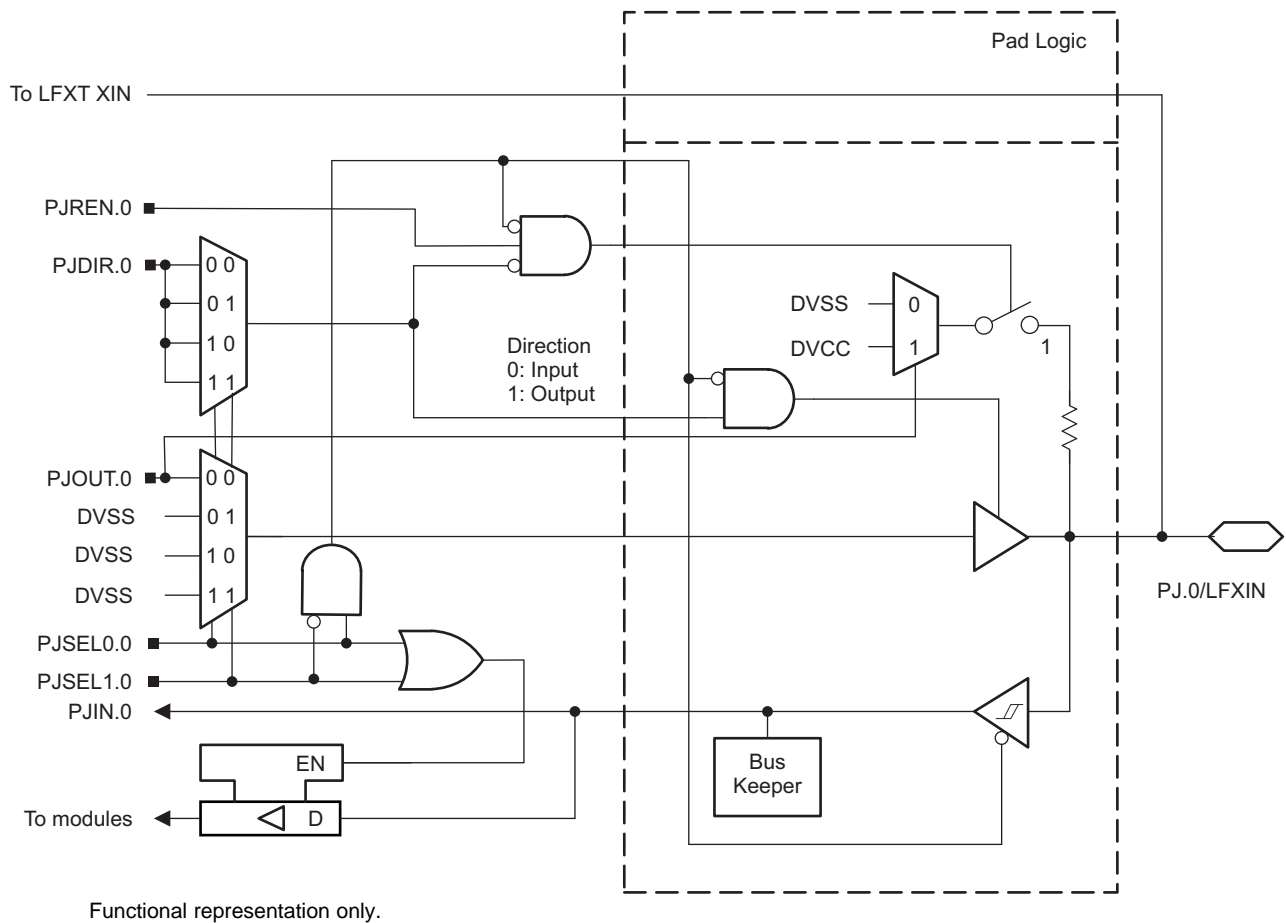 Pad Logic
To LFXT XIN
PJREN.0
PJDIR.0
0 0
0 1
1 0
1 1
Direction
0: Input
1: Output
DVSS
0
DVCC
1
1
PJOUT.0
0 0
DVSS
0 1
DVSS
1 0
DVSS
1 1
PJ.0/LFXIN
PJSEL0.0
PJSEL1.0
PJIN.0
EN
Bus
Keeper
To modules
D
Functional representation only.